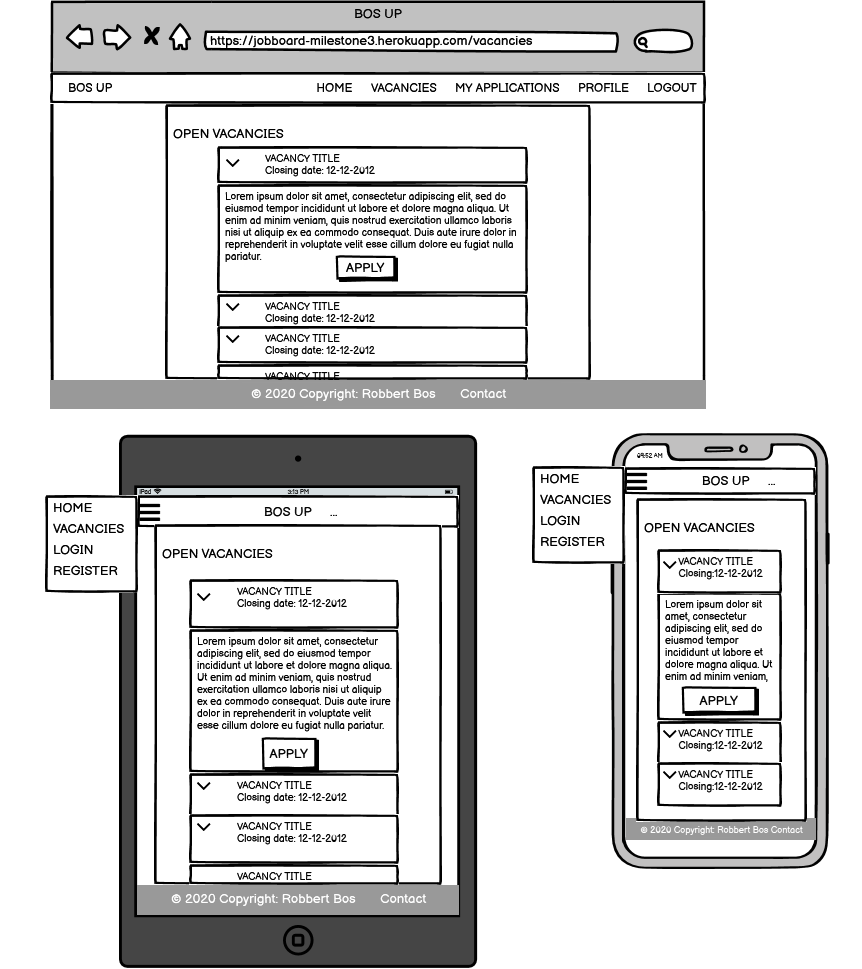 BOS UP
https://jobboard-milestone3.herokuapp.com/vacancies
BOS UP HOME VACANCIES MY APPLICATIONS PROFILE LOGOUT
OPEN VACANCIES
VACANCY TITLE
Closing date: 12-12-2012
Lorem ipsum dolor sit amet, consectetur adipiscing elit, sed do
eiusmod tempor incididunt ut labore et dolore magna aliqua. Ut
enim ad minim veniam, quis nostrud exercitation ullamco laboris
nisi ut aliquip ex ea commodo consequat. Duis aute irure dolor in
reprehenderit in voluptate velit esse cillum dolore eu fugiat nulla
pariatur.
APPLY
VACANCY TITLE
Closing date: 12-12-2012
VACANCY TITLE
Closing date: 12-12-2012
VACANCY TITLE
© 2020 Copyright: Robbert Bos Contact
iPod 3:13 PM
HOME
VACANCIES
LOGIN
REGISTER
BOS UP ...
OPEN VACANCIES
VACANCY TITLE
Closing date: 12-12-2012
Lorem ipsum dolor sit amet, consectetur
adipiscing elit, sed do eiusmod tempor
incididunt ut labore et dolore magna aliqua.
Ut enim ad minim veniam, quis nostrud
exercitation ullamco laboris nisi ut aliquip
ex ea commodo consequat. Duis aute irure
dolor in reprehenderit in voluptate velit
esse cillum dolore eu fugiat nulla pariatur.
APPLY
VACANCY TITLE
Closing date: 12-12-2012
VACANCY TITLE
Closing date: 12-12-2012
VACANCY TITLE
© 2020 Copyright: Robbert Bos Contact
09:52 AM
HOME
VACANCIES
LOGIN
REGISTER
BOS UP ...
OPEN VACANCIES
VACANCY TITLE
Closing:12-12-2012
Lorem ipsum dolor sit
amet, consectetur
adipiscing elit, sed do
eiusmod tempor
incididunt ut labore et
dolore magna aliqua. Ut
enim ad minim veniam,
APPLY
VACANCY TITLE
Closing:12-12-2012
VACANCY TITLE
Closing:12-12-2012
© 2020 Copyright: Robbert Bos Contact